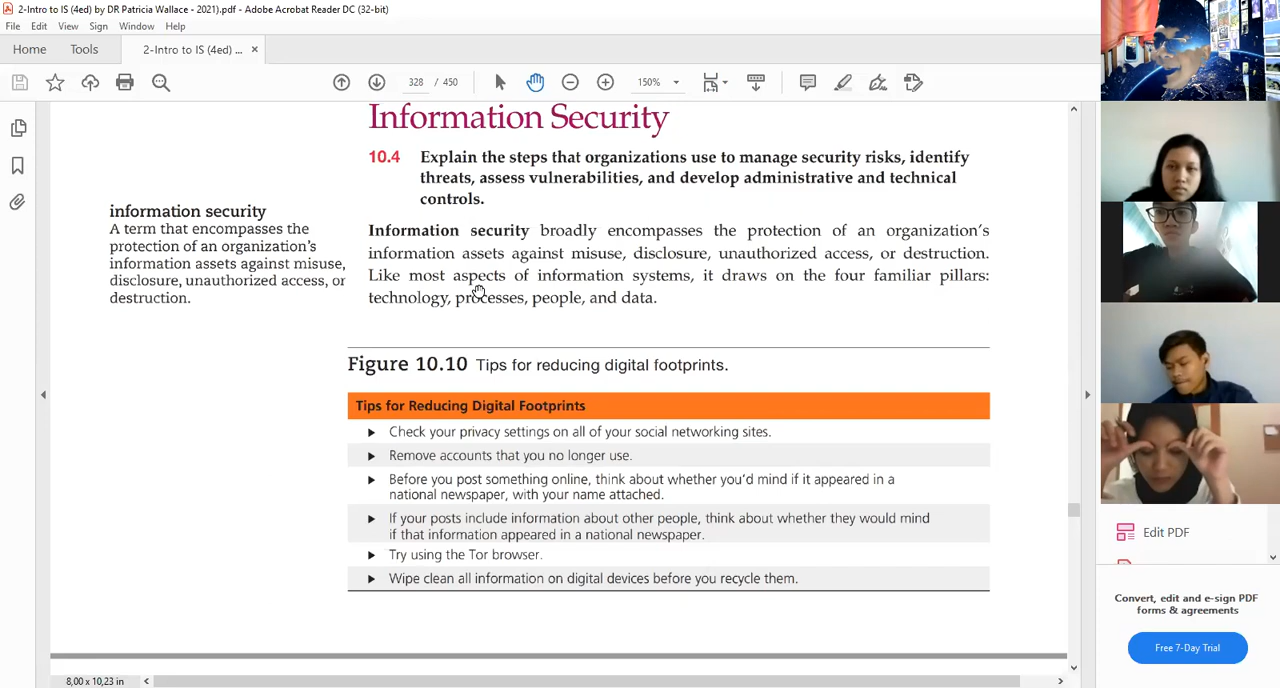 2-Intro to IS (4ed) by DR Patricia Wallace - 2021).pdf - Adobe Acrobat Reader DC (32-bit)
File Edit View Sign Window Help
Home Tools 2-Intro to IS (4ed) ... ×
328 / 450 150%
Information Security
10.4 Explain the steps that organizations use to manage security risks, identify
threats, assess vulnerabilities, and develop administrative and technical
controls.
information security
A term that encompasses the
protection of an organization's
information assets against misuse,
disclosure, unauthorized access, or
destruction.
Information security broadly encompasses the protection of an organization's
information assets against misuse, disclosure, unauthorized access, or destruction.
Like most aspects of information systems, it draws on the four familiar pillars:
technology, processes, people, and data.
Figure 10.10 Tips for reducing digital footprints.
Tips for Reducing Digital Footprints
► Check your privacy settings on all of your social networking sites.
► Remove accounts that you no longer use.
► Before you post something online, think about whether you'd mind if it appeared in a
national newspaper, with your name attached.
► If your posts include information about other people, think about whether they would mind
if that information appeared in a national newspaper.
► Try using the Tor browser.
► Wipe clean all information on digital devices before you recycle them.
8,00 x 10,23 in
Edit PDF
Convert, edit and e-sign PDF
forms & agreements
Free 7-Day Trial